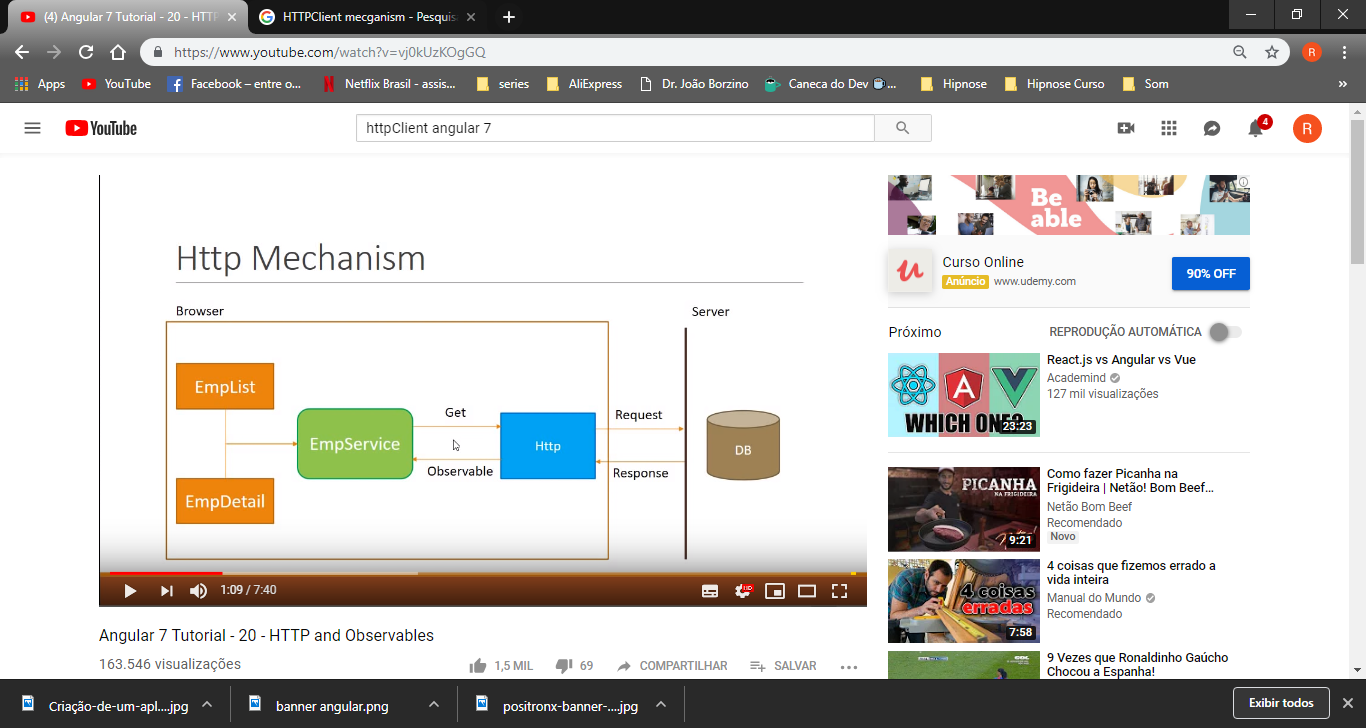 (4) Angular 7 Tutorial - 20 - HTTP
HTTPClient mecganism - Pesquis
https://www.youtube.com/watch?v=vj0kUzKOgGQ
R
Apps
YouTube
Facebook – entre o...
Netflix Brasil - assis...
series
AliExpress
Dr. João Borzino
Caneca do Dev ...
Hipnose
Hipnose Curso
Som
»
YouTube
httpClient angular 7
4
R
Http Mechanism
Browser
Server
EmpList
EmpService
EmpDetail
Get
Observable
Http
Request
Response
DB
1:09 / 7:40
HD
Angular 7 Tutorial - 20 - HTTP and Observables
163.546 visualizações
1,5 MIL
69
COMPARTILHAR
SALVAR
Be
able
Curso Online
Anúncio www.udemy.com
90% OFF
Próximo
REPRODUÇÃO AUTOMÁTICA
WHICH ONE?
23:23
React.js vs Angular vs Vue
Academind
127 mil visualizações
PICANHA
NA FRIGIDEIRA
9:21
Como fazer Picanha na
Frigideira | Netão! Bom Beef...
Netão Bom Beef
Recomendado
Novo
4 coisas
erradas
7:58
4 coisas que fizemos errado a
vida inteira
Manual do Mundo
Recomendado
9 Vezes que Ronaldinho Gaúcho
Chocou a Espanha!
Criação-de-um-apl....jpg
banner angular.png
positronx-banner-....jpg
Exibir todos